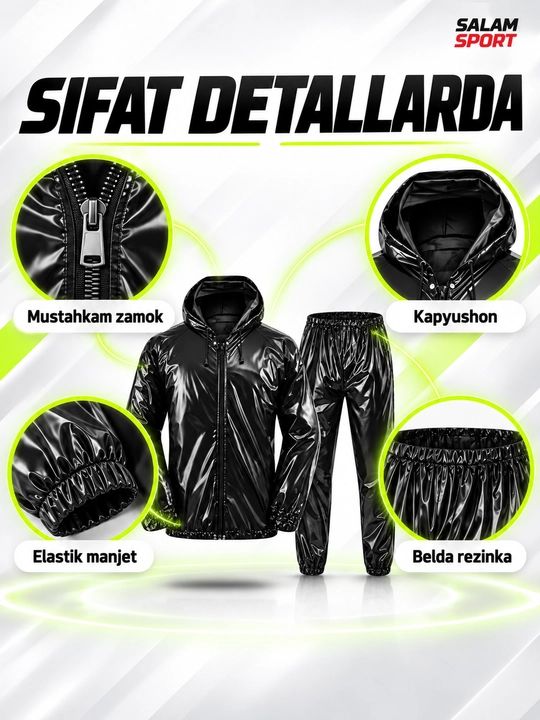 SALAM
SPORT
SIFAT DETALLARDA
Mustahkam zamok
Kapyushon
Elastik manjet
Belda rezinka